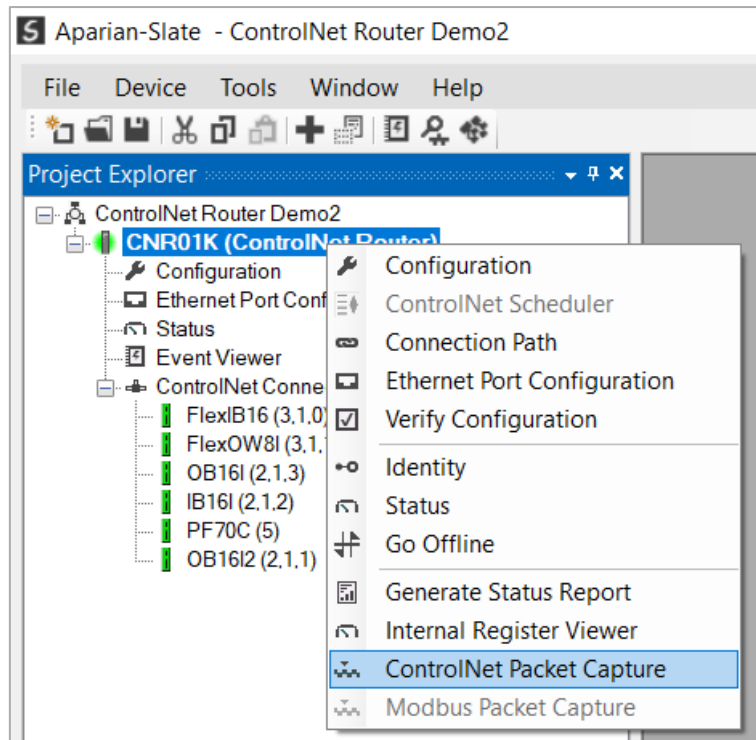 S Aparian-Slate - ControlNet Router Demo2
File Device Tools Window Help
Project Explorer
ControlNet Router Demo2
CNR01K (ControlNet Router)
Configuration
Ethernet Port Conf
Status
Event Viewer
ControlNet Conne
FlexIB16 (3,1,0)
FlexOW8I (3,1,
OB16I (2,1,3)
IB16I (2,1,2)
PF70C (5)
OB16I2 (2,1,1)
Configuration
ControlNet Scheduler
Connection Path
Ethernet Port Configuration
Verify Configuration
Identity
Status
Go Offline
Generate Status Report
Internal Register Viewer
ControlNet Packet Capture
Modbus Packet Capture